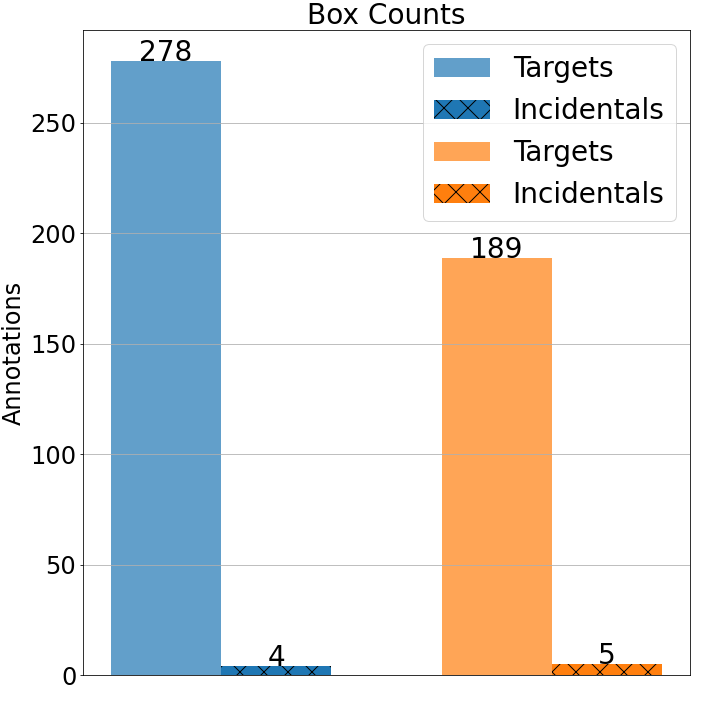 Box Counts
278
Targets
Incidentals
Targets
Incidentals
250
200
189
150
100
50
0
4
5
Annotations